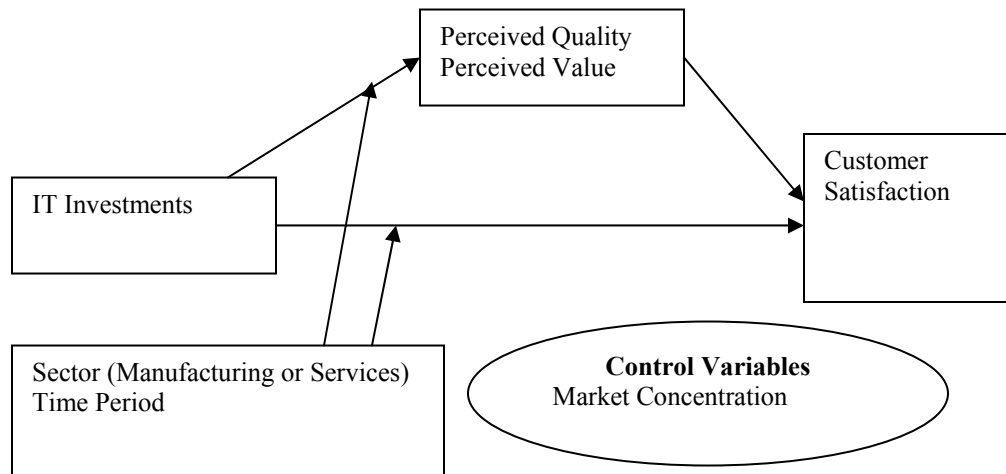 Perceived Quality
Perceived Value
Customer
Satisfaction
IT Investments
Sector (Manufacturing or Services)
Time Period
Control Variables
Market Concentration